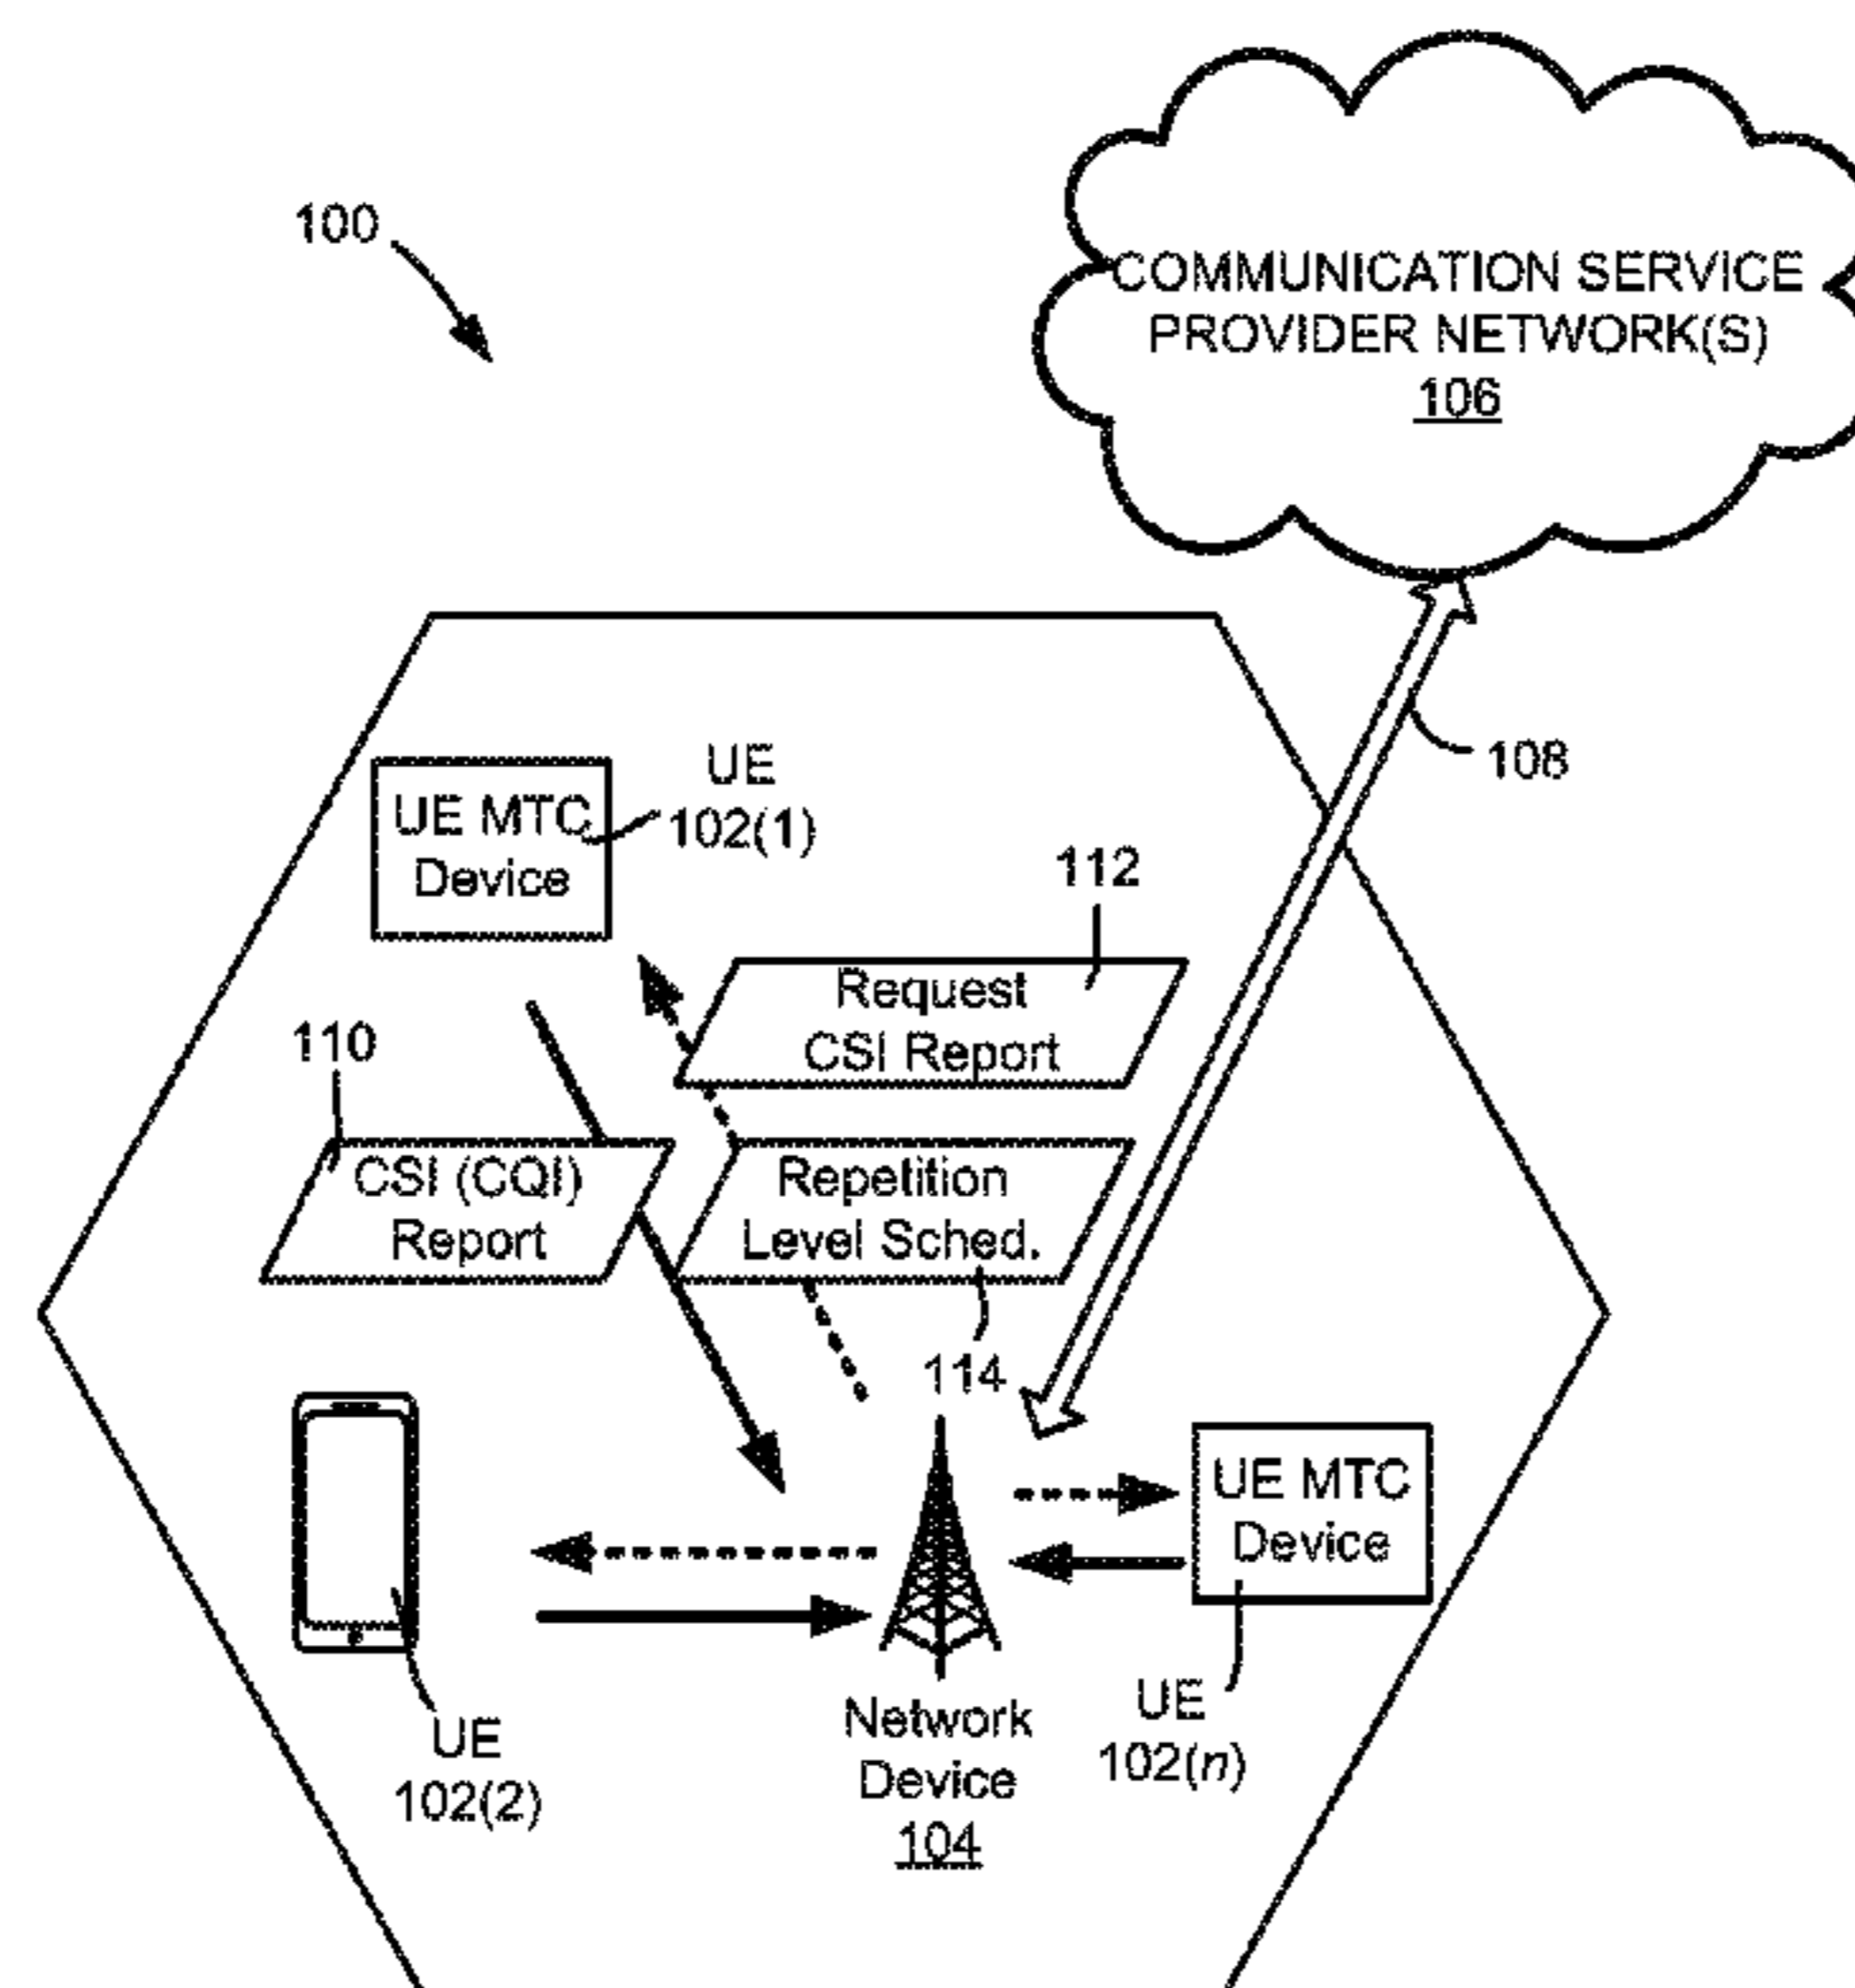 100
COMMUNICATION SERVICE
PROVIDER NETWORK(S)
106
108
UE MTC
Device
UE
102(1)
112
Request
CSI Report
110
CSI (CQI)
Report
Repetition
Level Sched.
114
UE MTC
Device
UE
102(2)
Network
Device
104
UE
102(n)